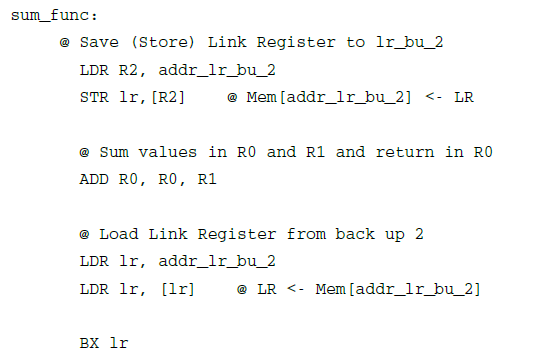 sum_func:
@ Save (Store) Link Register to lr_bu_2
LDR R2, addr_lr_bu_2
STR lr,[R2]    @ Mem[addr_lr_bu_2] <- LR
@ Sum values in R0 and R1 and return in R0
ADD R0, R0, R1
@ Load Link Register from back up 2
LDR lr, addr_lr_bu_2
LDR lr, [lr]    @ LR <- Mem[addr_lr_bu_2]
BX lr